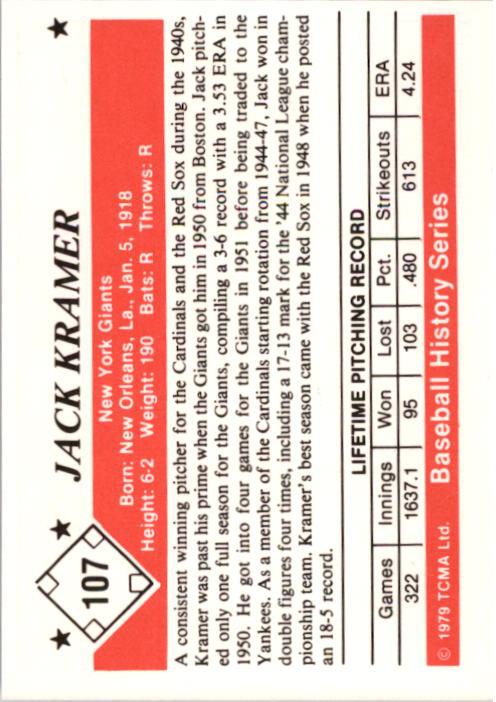 107
JACK KRAMER
New York Giants
Born: New Orleans, La., Jan. 5, 1918
Height: 6-2 Weight: 190 Bats: R Throws: R
A consistent winning pitcher for the Cardinals and the Red Sox during the 1940s,
Kramer was past his prime when the Giants got him in 1950 from Boston. Jack pitch-
ed only one full season for the Giants, compiling a 3-6 record with a 3.53 ERA in
1950. He got into four games for the Giants in 1951 before being traded to the
Yankees. As a member of the Cardinals starting rotation from 1944-47, Jack won in
double figures four times, including a 17-13 mark for the '44 National League cham-
pionship team. Kramer's best season came with the Red Sox in 1948 when he posted
an 18-5 record.
LIFETIME PITCHING RECORD
Games Innings Won Lost Pct. Strikeouts ERA
322 1637.1 95 103 .480 613 4.24
© 1979 TCMA Ltd. Baseball History Series